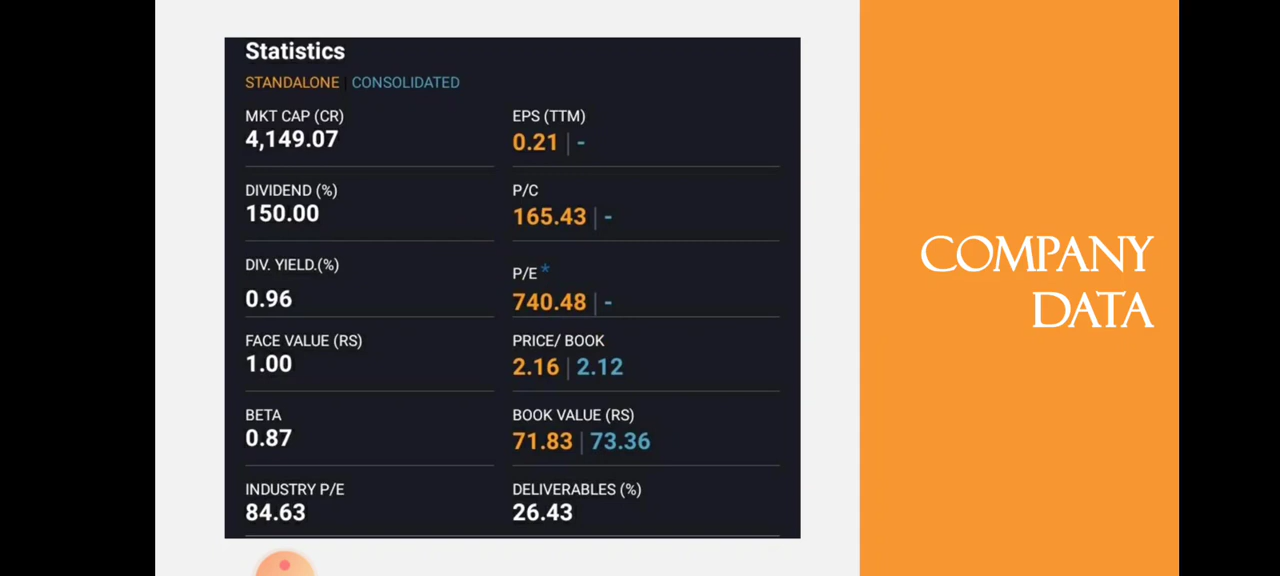 Statistics
STANDALONE | CONSOLIDATED
MKT CAP (CR)
4,149.07
EPS (TTM)
0.21 | -
DIVIDEND (%)
150.00
P/C
165.43 | -
DIV. YIELD.(%)
0.96
P/E *
740.48 | -
FACE VALUE (RS)
1.00
PRICE/ BOOK
2.16 | 2.12
BETA
0.87
BOOK VALUE (RS)
71.83 | 73.36
INDUSTRY P/E
84.63
DELIVERABLES (%)
26.43
COMPANY
DATA